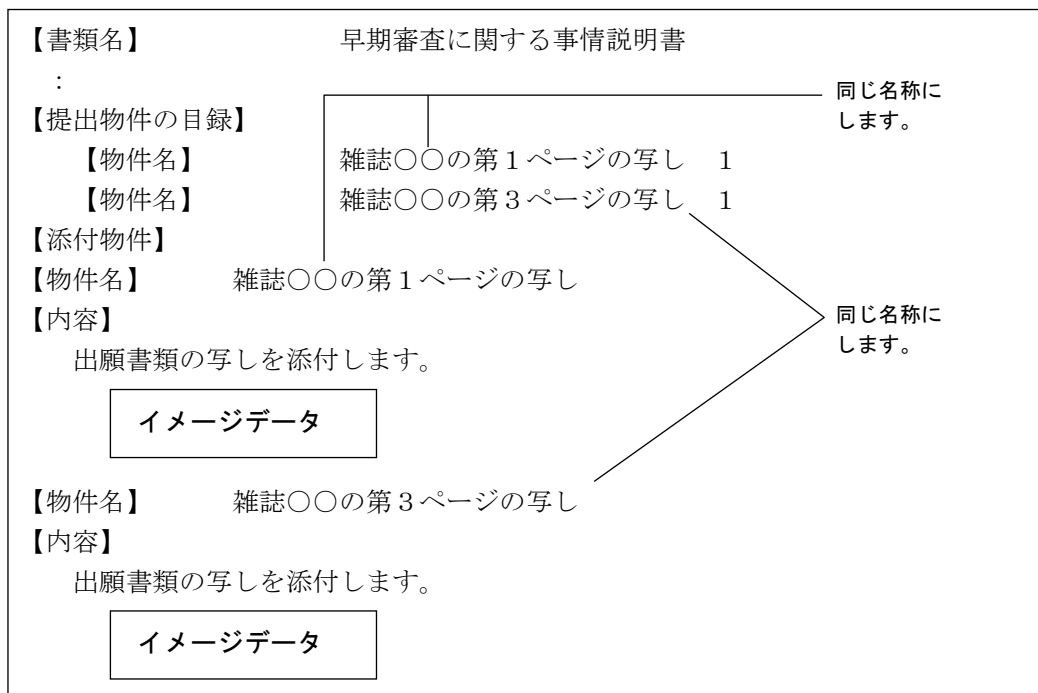 【書類名】 早期審査に関する事情説明書
：
【提出物件の目録】
【物件名】 雑誌○○の第１ページの写し １
【物件名】 雑誌○○の第３ページの写し １
同じ名称に
します。
【添付物件】
【物件名】 雑誌○○の第１ページの写し
【内容】
出願書類の写しを添付します。
イメージデータ
同じ名称に
します。
【物件名】 雑誌○○の第３ページの写し
【内容】
出願書類の写しを添付します。
イメージデータ